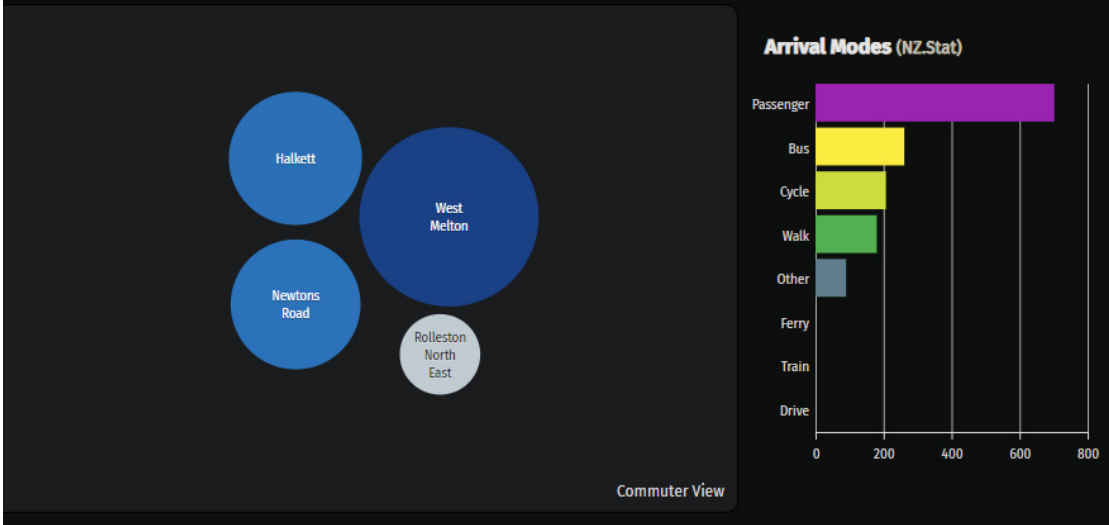 Halkett
West
Melton
Newtons
Road
Rolleston
North
East
Commuter View
Arrival Modes (NZ.Stat)
Passenger
Bus
Cycle
Walk
Other
Ferry
Train
Drive
0 200 400 600 800